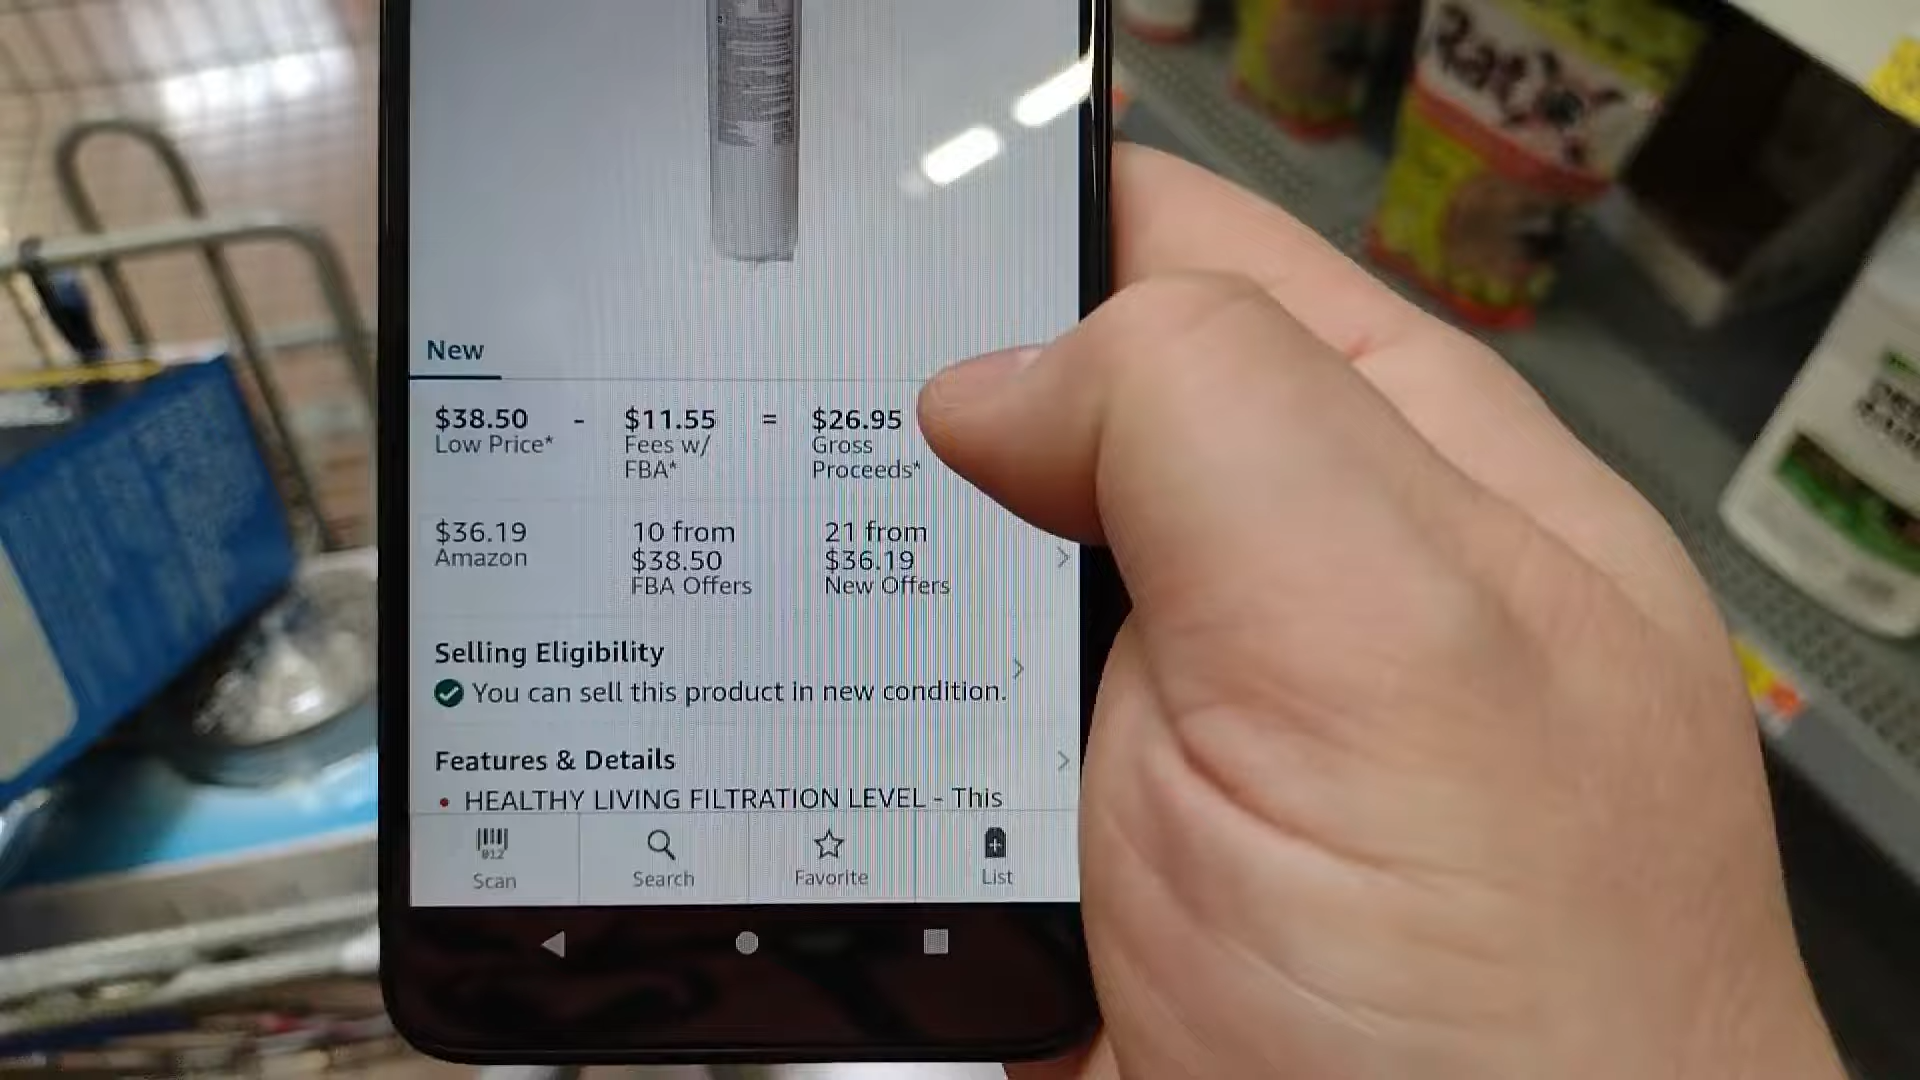 New
$38.50 - $11.55 = $26.95
Low Price* Fees w/ Gross
FBA* Proceeds*
$36.19 10 from 21 from
Amazon $38.50 $36.19
FBA Offers New Offers
Selling Eligibility
You can sell this product in new condition.
Features & Details
• HEALTHY LIVING FILTRATION LEVEL - This
012
Scan Search Favorite List